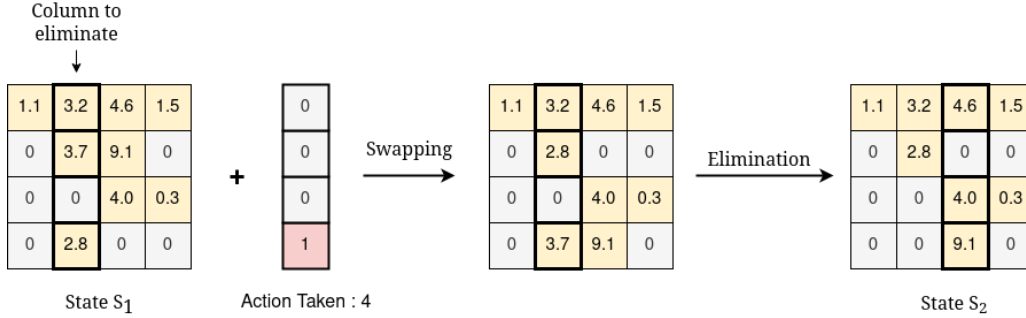 Column to
eliminate
1.1 3.2 4.6 1.5
0 3.7 9.1 0
0 0 4.0 0.3
0 2.8 0 0
State S1
+
0
0
0
1
Action Taken : 4
Swapping
1.1 3.2 4.6 1.5
0 2.8 0 0
0 0 4.0 0.3
0 3.7 9.1 0
Elimination
1.1 3.2 4.6 1.5
0 2.8 0 0
0 0 4.0 0.3
0 0 9.1 0
State S2